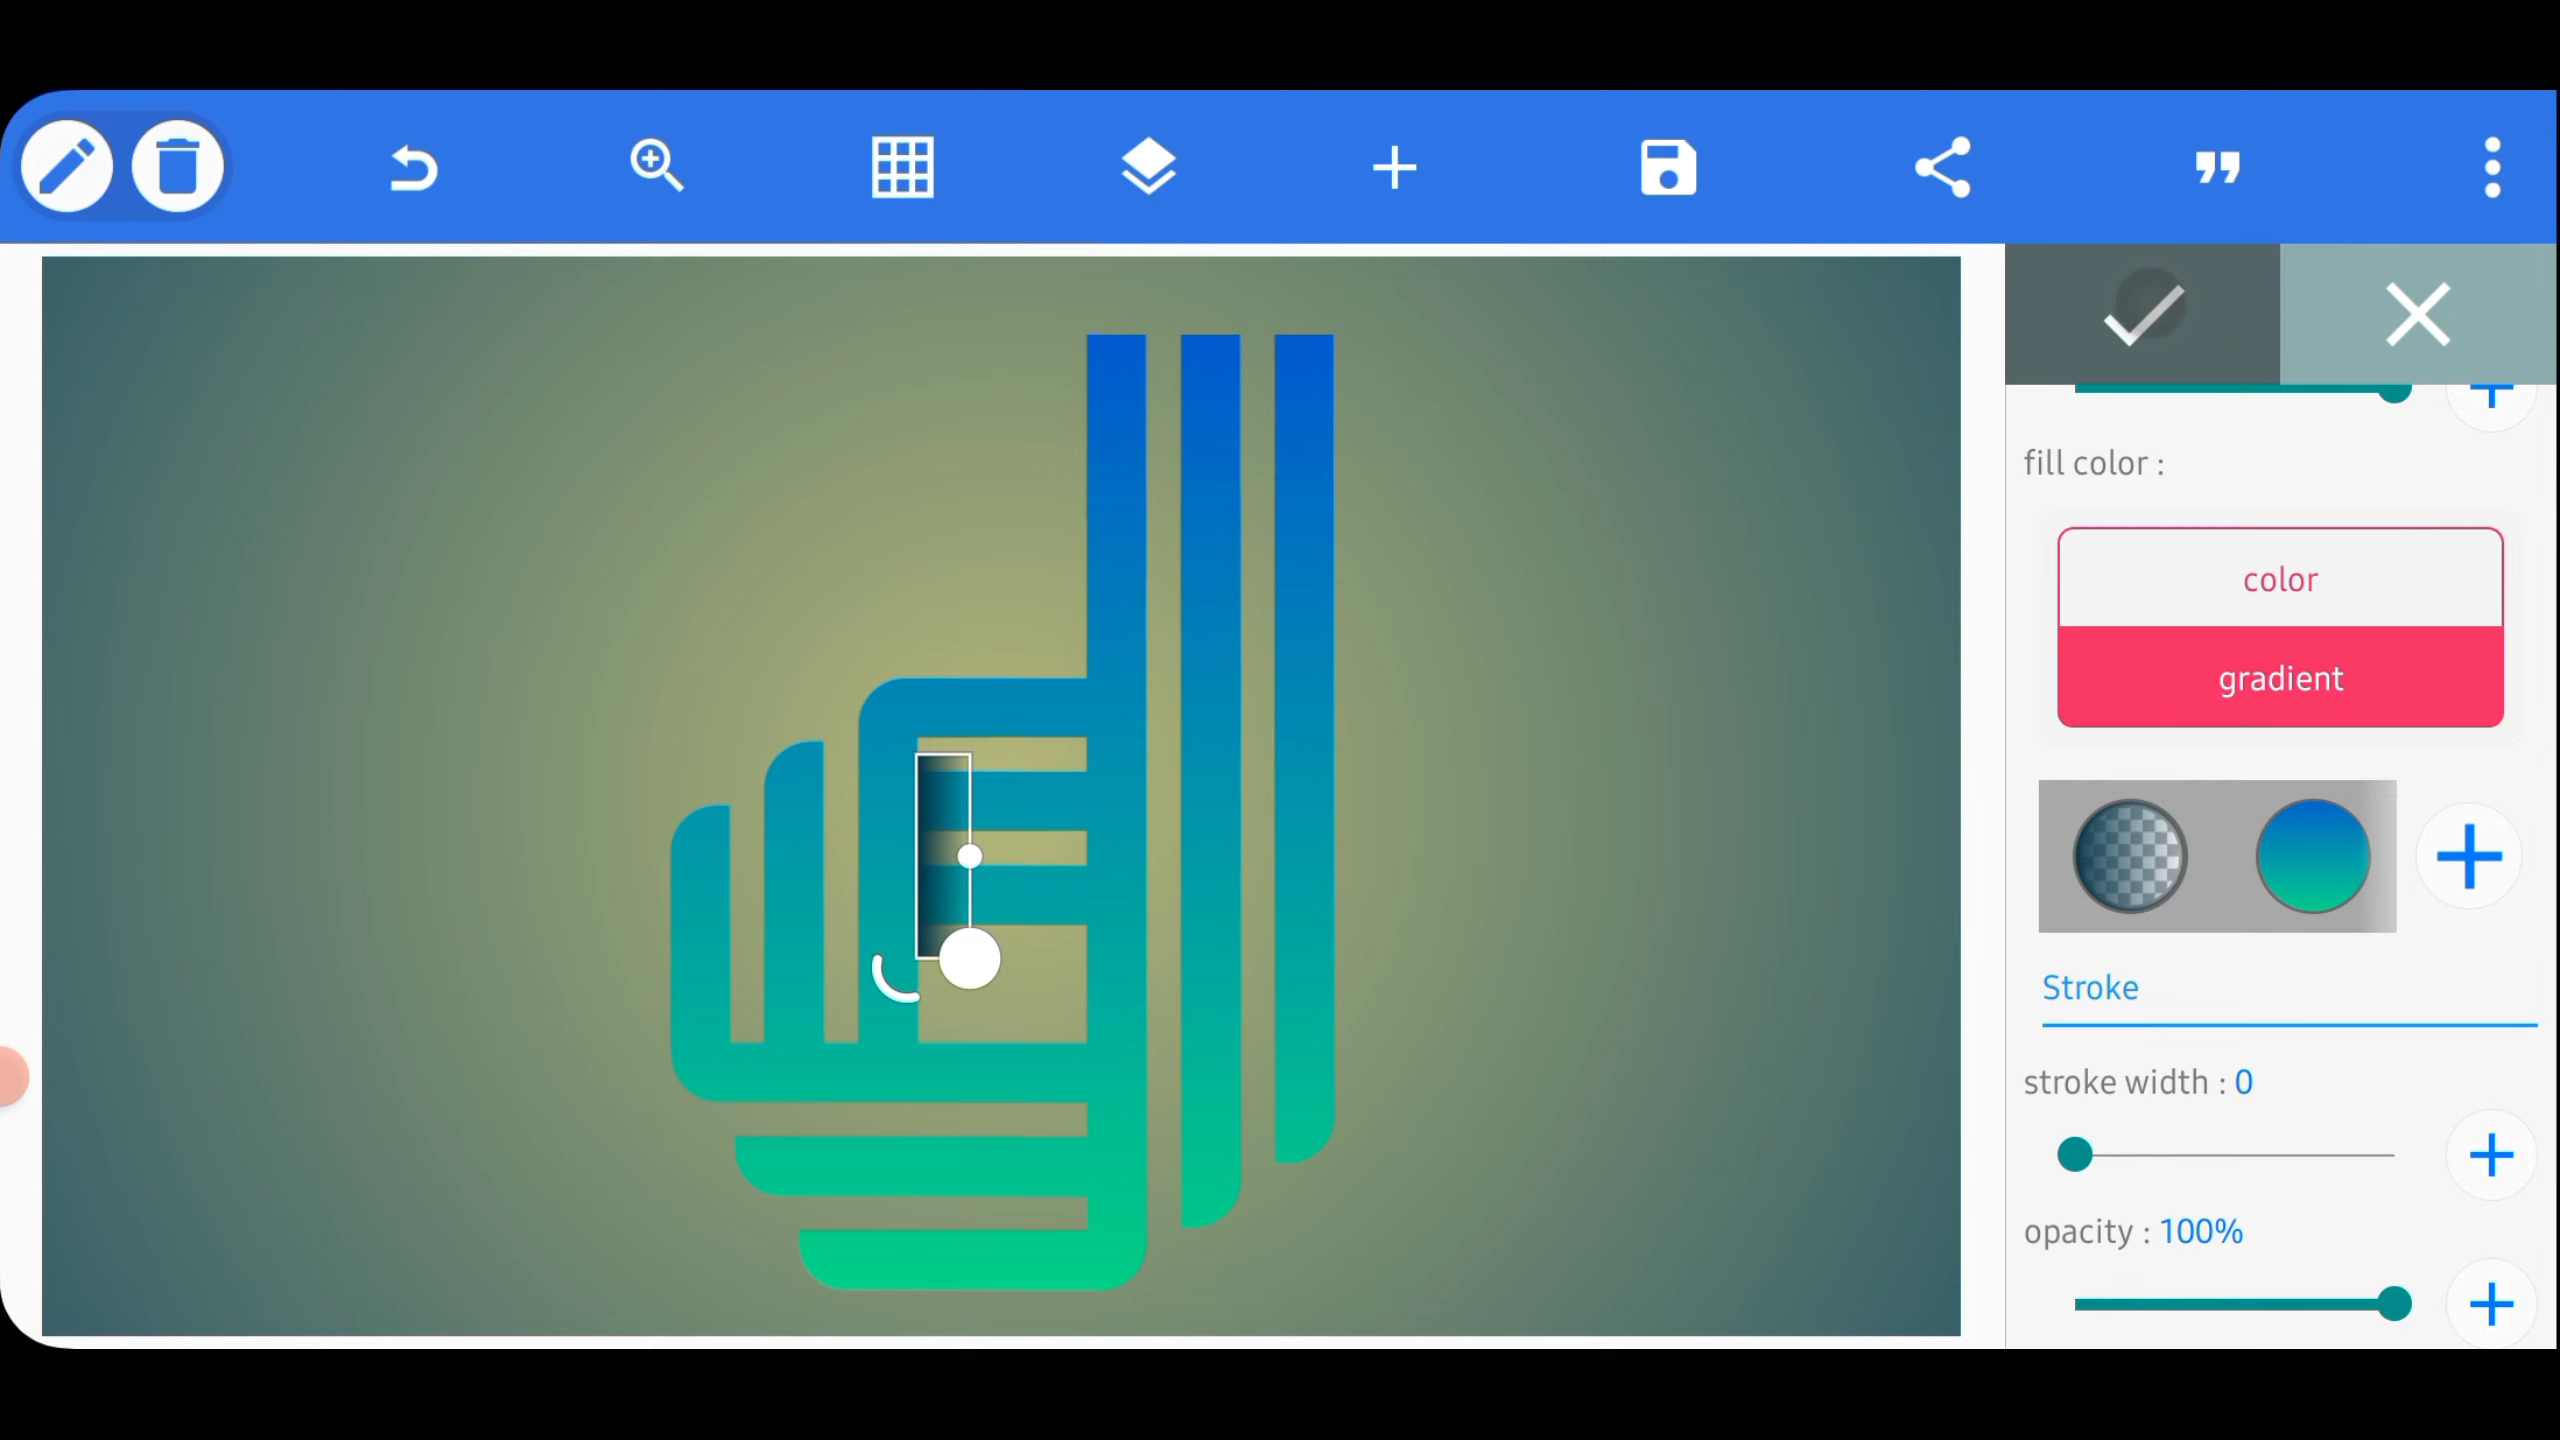 fill color :
color
gradient
Stroke
stroke width : 0
opacity : 100%